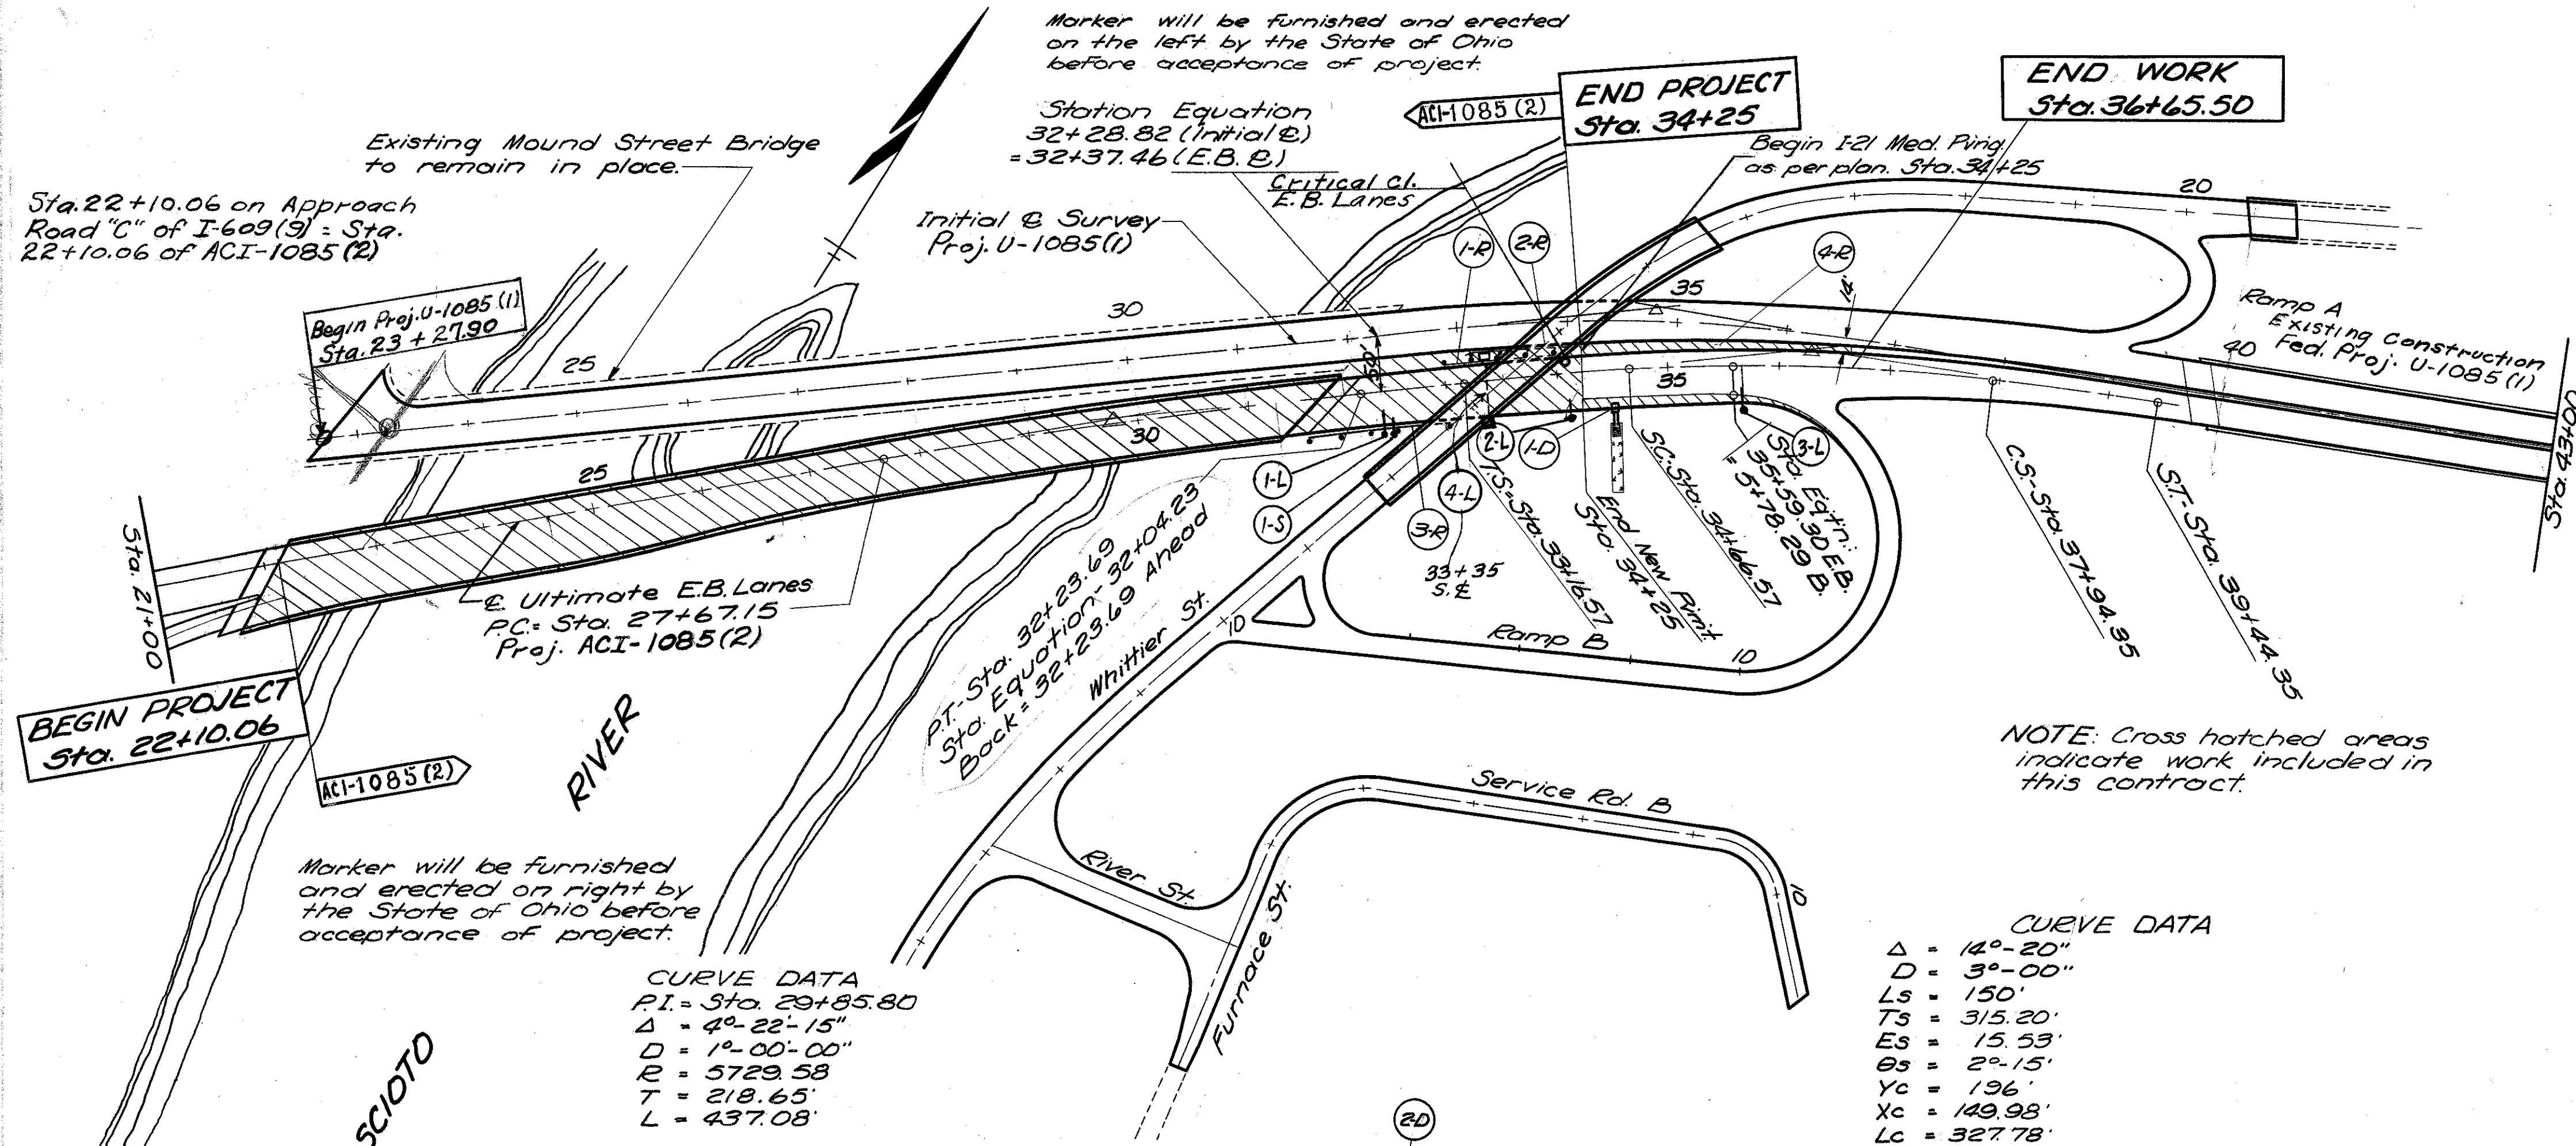 Marker will be furnished and erected
on the left by the State of Ohio
before acceptance of project.
ACI-1085 (2)
END PROJECT
Sta. 34+25
END WORK
Sta. 36+65.50
Station Equation
32+28.82 (Initial ℄)
= 32+37.46 (E.B. ℄)
Existing Mound Street Bridge
to remain in place.
Begin I-21 Med. Pving
as per plan. Sta. 34+25
Critical Cl.
E.B. Lanes
Sta. 22+10.06 on Approach
Road "C" of I-609(9) = Sta.
22+10.06 of ACI-1085 (2)
Initial ℄ Survey
Proj. U-1085(1)
1-R
2-R
4-R
20
14'
35
30
Begin Proj. U-1085 (1)
Sta. 23 + 27.90
25
50'
35
Ramp A
Existing Construction
Fed. Proj. U-1085 (1)
40
Sta. 43+00
30
25
1-L
1-S
2-L
1-D
3-L
4-L
3-R
33+35
S. ℄
T.S.-Sta. 33+16.57
End New Pvmt.
Sta. 34+25
S.C.-Sta. 34+66.57
Sta. Eq'tn.:
35+59.30 E.B.
= 5+78.29 B.
C.S.-Sta. 37+94.35
S.T.-Sta. 39+44.35
Sta. 21+00
℄ Ultimate E.B. Lanes
P.C.= Sta. 27+67.15
Proj. ACI-1085 (2)
P.T.-Sta. 32+23.69
Sta. Equation- 32+04.23
Back = 32+23.69 Ahead
Whittier St.
10
Ramp B
10
BEGIN PROJECT
Sta. 22+10.06
ACI-1085 (2)
RIVER
NOTE: Cross hatched areas
indicate work included in
this contract.
Service Rd. B
10
River St.
Furnace St.
Marker will be furnished
and erected on right by
the State of Ohio before
acceptance of project.
SCIOTO
CURVE DATA
P.I. = Sta. 29+85.80
Δ = 4°-22'-15"
D = 1°-00'-00"
R = 5729.58
T = 218.65'
L = 437.08'
2-D
CURVE DATA
Δ = 14°-20"
D = 3°-00"
Ls = 150'
Ts = 315.20'
Es = 15.53'
θs = 2°-15'
Yc = 196'
Xc = 149.98'
Lc = 327.78'